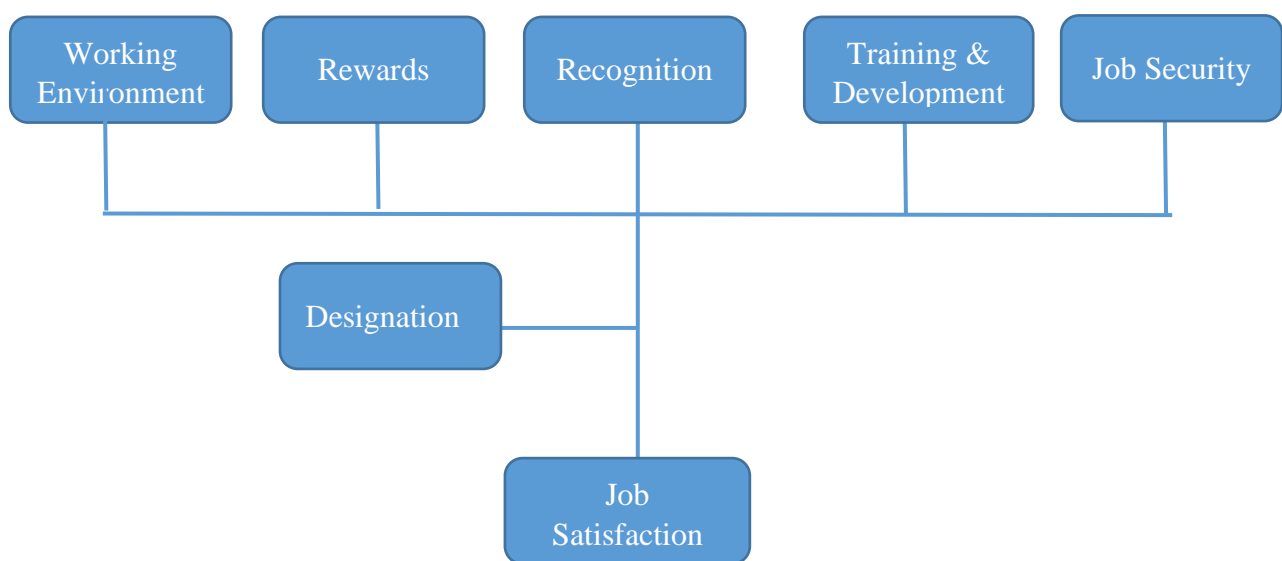 Working
Environment
Rewards
Recognition
Training &
Development
Job Security
Designation
Job
Satisfaction